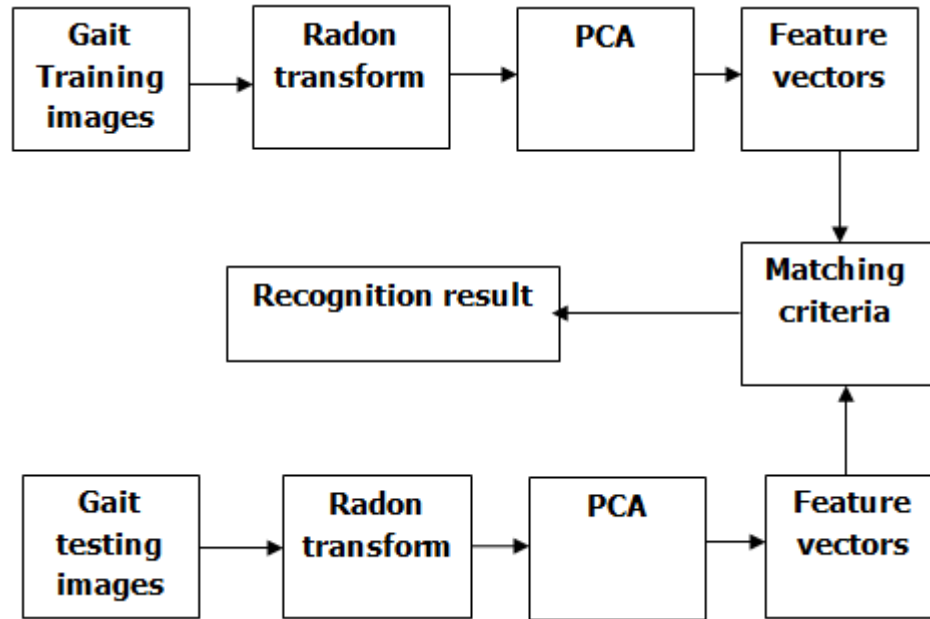 Gait
Training
images
Radon
transform
PCA
Feature
vectors
Matching
criteria
Recognition result
Gait
testing
images
Radon
transform
PCA
Feature
vectors